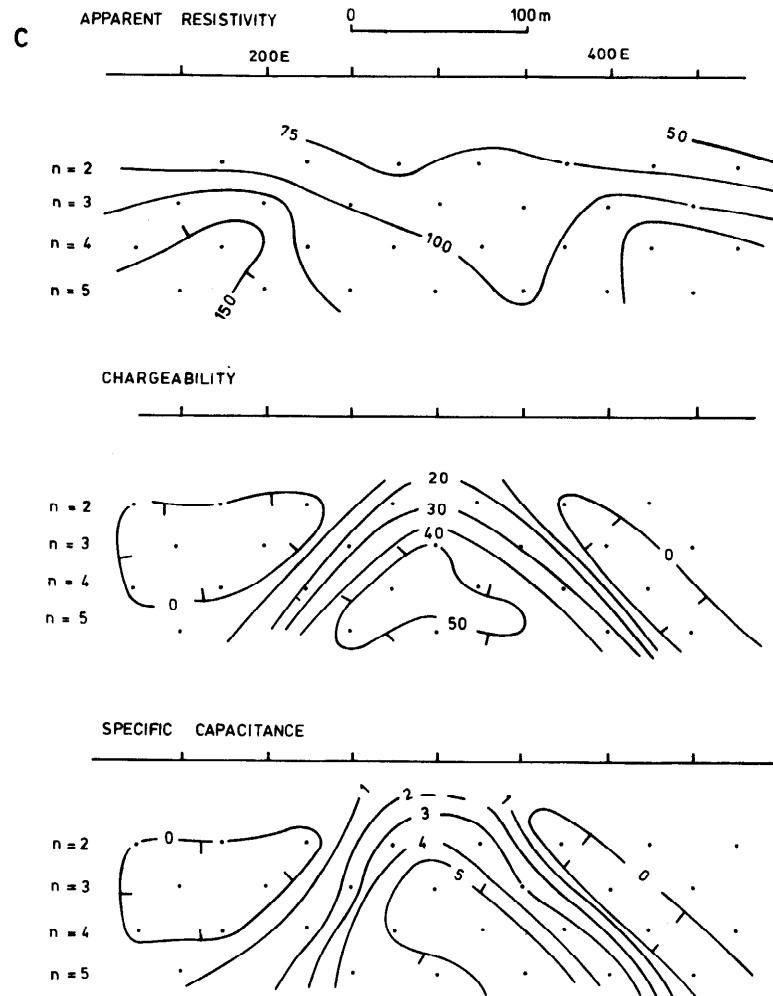 C
APPARENT RESISTIVITY
0 100m
200E 400E
75 50
n = 2
n = 3
n = 4 100
n = 5
150
CHARGEABILITY
20
n = 2
30
n = 3 40 0
n = 4
0
n = 5 50
SPECIFIC CAPACITANCE
1 2 1
3
n = 2 0 4
n = 3 5 0
n = 4
n = 5